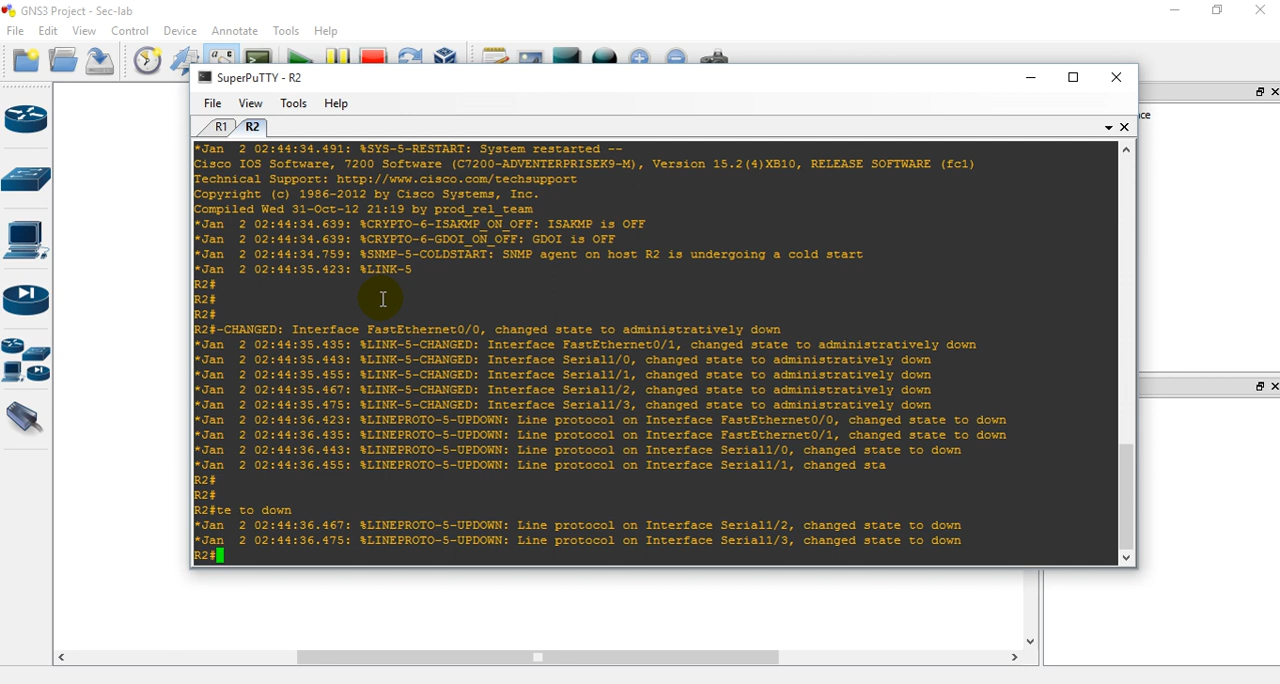 GNS3 Project - Sec-lab
File Edit View Control Device Annotate Tools Help
SuperPuTTY - R2
File View Tools Help
R1 R2
*Jan  2 02:44:34.491: %SYS-5-RESTART: System restarted --
Cisco IOS Software, 7200 Software (C7200-ADVENTERPRISEK9-M), Version 15.2(4)XB10, RELEASE SOFTWARE (fc1)
Technical Support: http://www.cisco.com/techsupport
Copyright (c) 1986-2012 by Cisco Systems, Inc.
Compiled Wed 31-Oct-12 21:19 by prod_rel_team
*Jan  2 02:44:34.639: %CRYPTO-6-ISAKMP_ON_OFF: ISAKMP is OFF
*Jan  2 02:44:34.639: %CRYPTO-6-GDOI_ON_OFF: GDOI is OFF
*Jan  2 02:44:34.759: %SNMP-5-COLDSTART: SNMP agent on host R2 is undergoing a cold start
*Jan  2 02:44:35.423: %LINK-5
R2#
R2#
R2#
R2#-CHANGED: Interface FastEthernet0/0, changed state to administratively down
*Jan  2 02:44:35.435: %LINK-5-CHANGED: Interface FastEthernet0/1, changed state to administratively down
*Jan  2 02:44:35.443: %LINK-5-CHANGED: Interface Serial1/0, changed state to administratively down
*Jan  2 02:44:35.455: %LINK-5-CHANGED: Interface Serial1/1, changed state to administratively down
*Jan  2 02:44:35.467: %LINK-5-CHANGED: Interface Serial1/2, changed state to administratively down
*Jan  2 02:44:35.475: %LINK-5-CHANGED: Interface Serial1/3, changed state to administratively down
*Jan  2 02:44:36.423: %LINEPROTO-5-UPDOWN: Line protocol on Interface FastEthernet0/0, changed state to down
*Jan  2 02:44:36.435: %LINEPROTO-5-UPDOWN: Line protocol on Interface FastEthernet0/1, changed state to down
*Jan  2 02:44:36.443: %LINEPROTO-5-UPDOWN: Line protocol on Interface Serial1/0, changed state to down
*Jan  2 02:44:36.455: %LINEPROTO-5-UPDOWN: Line protocol on Interface Serial1/1, changed sta
R2#
R2#
R2#te to down
*Jan  2 02:44:36.467: %LINEPROTO-5-UPDOWN: Line protocol on Interface Serial1/2, changed state to down
*Jan  2 02:44:36.475: %LINEPROTO-5-UPDOWN: Line protocol on Interface Serial1/3, changed state to down
R2#